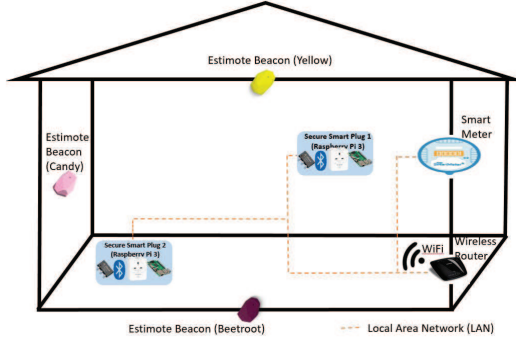 Estimote Beacon (Yellow)
Secure Smart Plug 1
(Raspberry Pi 3)
Smart
Meter
Estimote
Beacon
(Candy)
Secure Smart Plug 2
(Raspberry Pi 3)
WiFi
Wireless
Router
Estimote Beacon (Beetroot)
Local Area Network (LAN)